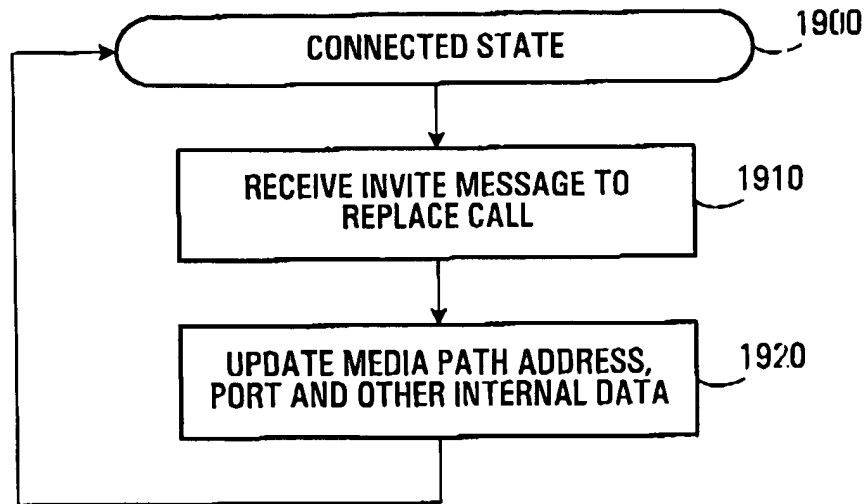 CONNECTED STATE
1900
RECEIVE INVITE MESSAGE TO
REPLACE CALL
1910
UPDATE MEDIA PATH ADDRESS,
PORT AND OTHER INTERNAL DATA
1920